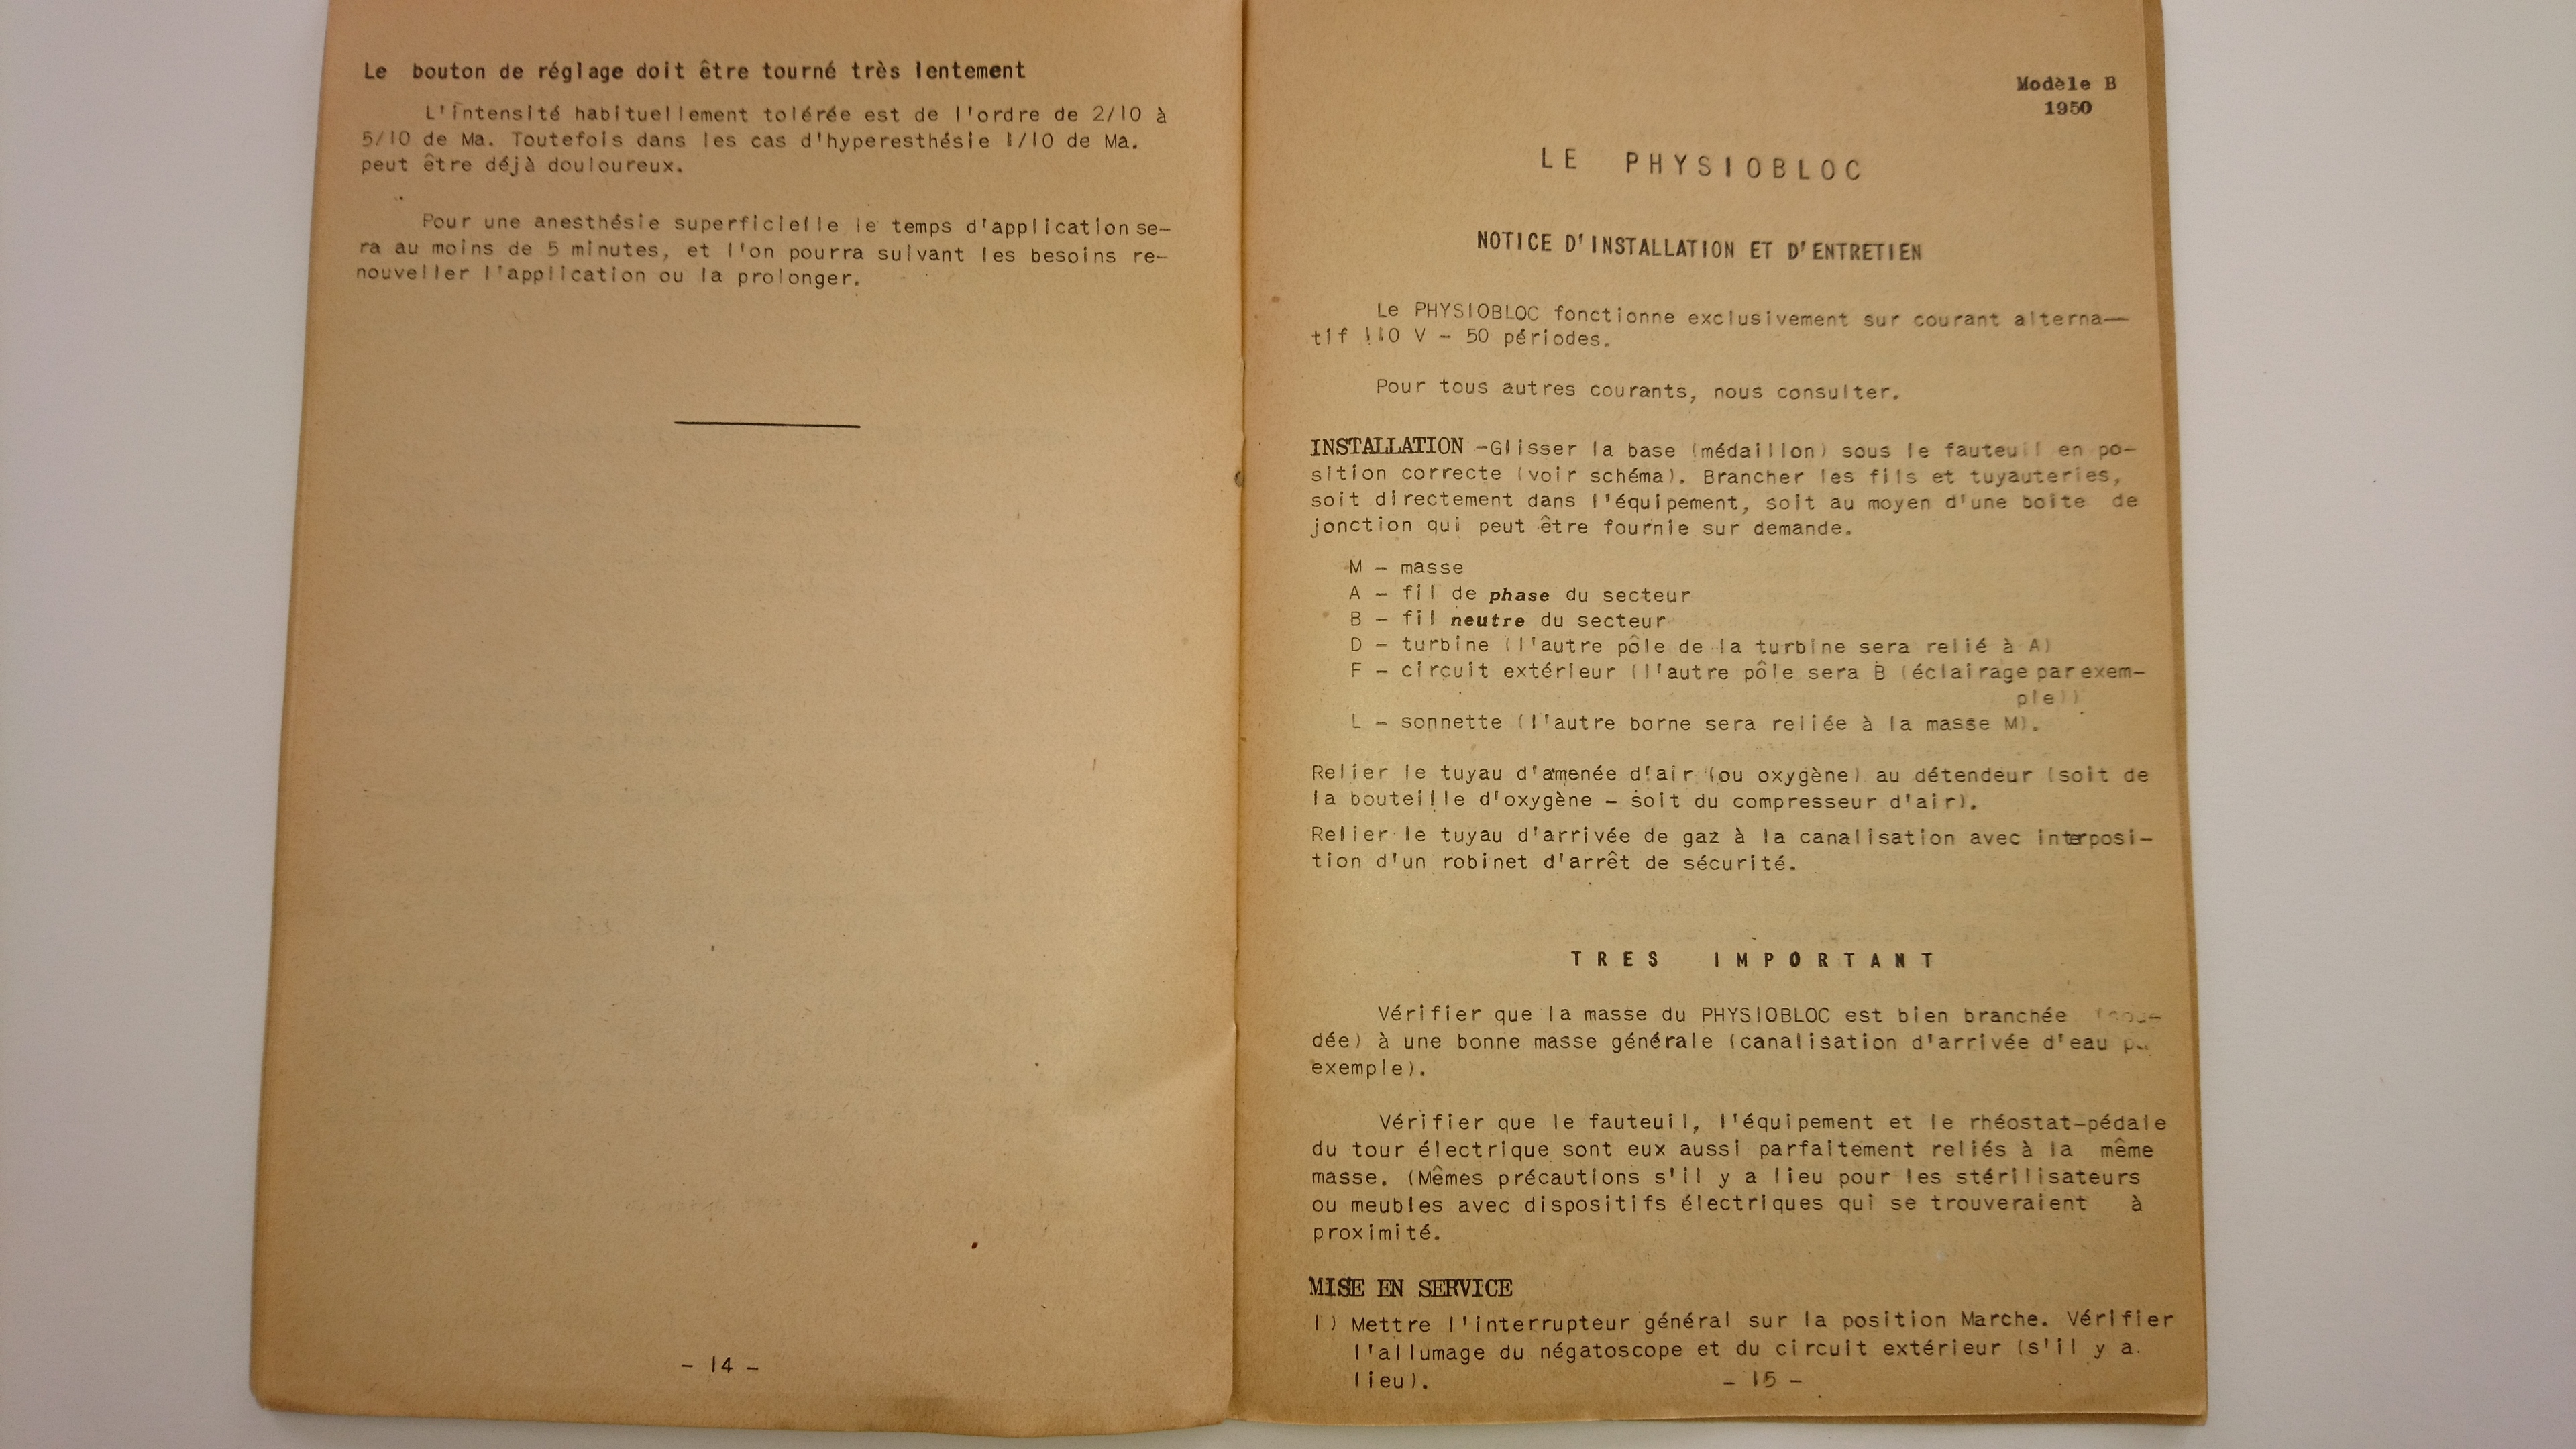 Le bouton de réglage doit être tourné très lentement
L'intensité habituellement tolérée est de l'ordre de 2/10 à
5/10 de Ma. Toutefois dans les cas d'hyperesthésie 1/10 de Ma.
peut être déjà douloureux.
Pour une anesthésie superficielle le temps d'application se-
ra au moins de 5 minutes, et l'on pourra suivant les besoins re-
nouveller l'application ou la prolonger.
- 14 -
Modèle B
1950
LE PHYSIOBLOC
NOTICE D'INSTALLATION ET D'ENTRETIEN
Le PHYSIOBLOC fonctionne exclusivement sur courant alterna-
tif 110 V - 50 périodes.
Pour tous autres courants, nous consulter.
INSTALLATION -Glisser la base (médaillon) sous le fauteuil en po-
sition correcte (voir schéma). Brancher les fils et tuyauteries,
soit directement dans l'équipement, soit au moyen d'une boite de
jonction qui peut être fournie sur demande.
M - masse
A - fil de phase du secteur
B - fil neutre du secteur
D - turbine (l'autre pôle de la turbine sera relié à A)
F - circuit extérieur (l'autre pôle sera B (éclairage par exem-
ple))
L - sonnette (l'autre borne sera reliée à la masse M).
Relier le tuyau d'amenée d'air (ou oxygène) au détendeur (soit de
la bouteille d'oxygène - soit du compresseur d'air).
Relier le tuyau d'arrivée de gaz à la canalisation avec interposi-
tion d'un robinet d'arrêt de sécurité.
TRES IMPORTANT
Vérifier que la masse du PHYSIOBLOC est bien branchée (sou-
dée) à une bonne masse générale (canalisation d'arrivée d'eau
exemple).
Vérifier que le fauteuil, l'équipement et le rhéostat-pédale
du tour électrique sont eux aussi parfaitement reliés à la même
masse. (Mêmes précautions s'il y a lieu pour les stérilisateurs
ou meubles avec dispositifs électriques qui se trouveraient à
proximité.
MISE EN SERVICE
1) Mettre l'interrupteur général sur la position Marche. Vérifier
l'allumage du négatoscope et du circuit extérieur (s'il y a
lieu).
- 15 -